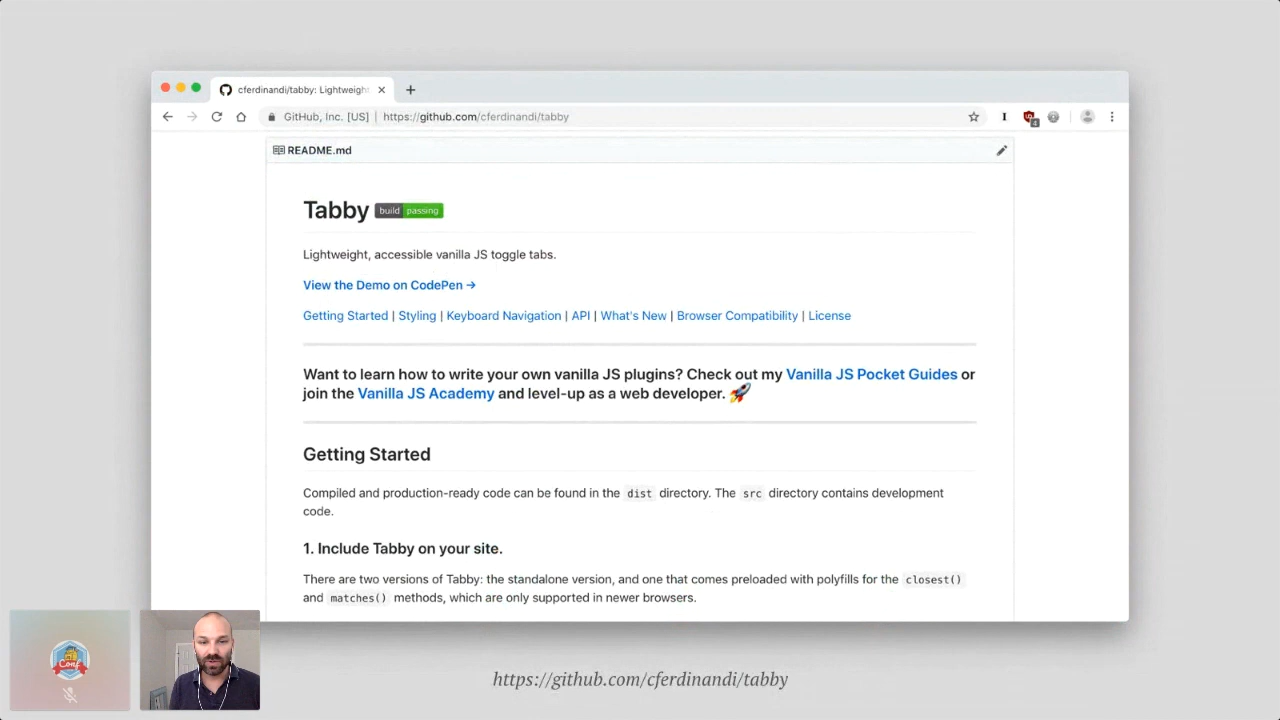 cferdinandi/tabby: Lightweight
GitHub, Inc. [US] | https://github.com/cferdinandi/tabby
README.md
Tabby build passing
Lightweight, accessible vanilla JS toggle tabs.
View the Demo on CodePen →
Getting Started | Styling | Keyboard Navigation | API | What's New | Browser Compatibility | License
Want to learn how to write your own vanilla JS plugins? Check out my Vanilla JS Pocket Guides or
join the Vanilla JS Academy and level-up as a web developer. 🚀
Getting Started
Compiled and production-ready code can be found in the dist directory. The src directory contains development
code.
1. Include Tabby on your site.
There are two versions of Tabby: the standalone version, and one that comes preloaded with polyfills for the closest()
and matches() methods, which are only supported in newer browsers.
Conf
https://github.com/cferdinandi/tabby